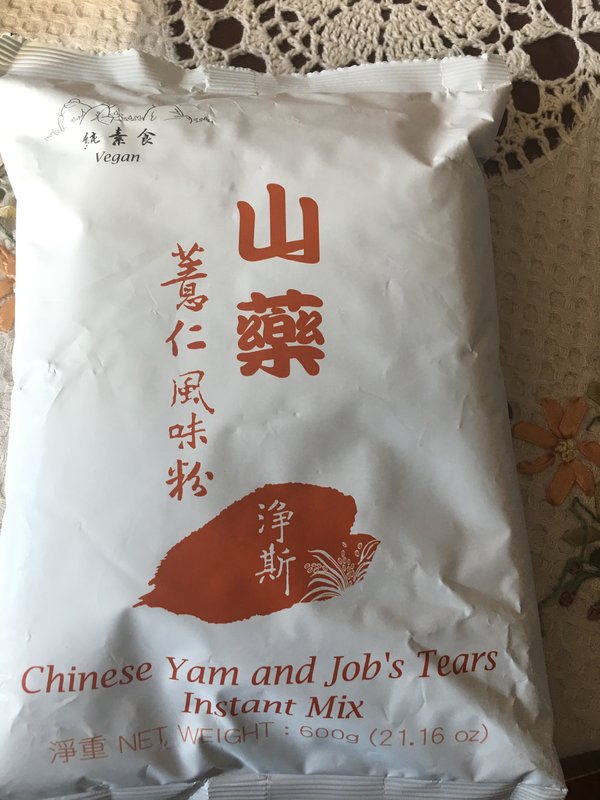 純素食
Vegan
山藥
薏仁風味粉
淨斯
Chinese Yam and Job's Tears
Instant Mix
淨重 NET WEIGHT : 600g (21.16 oz)